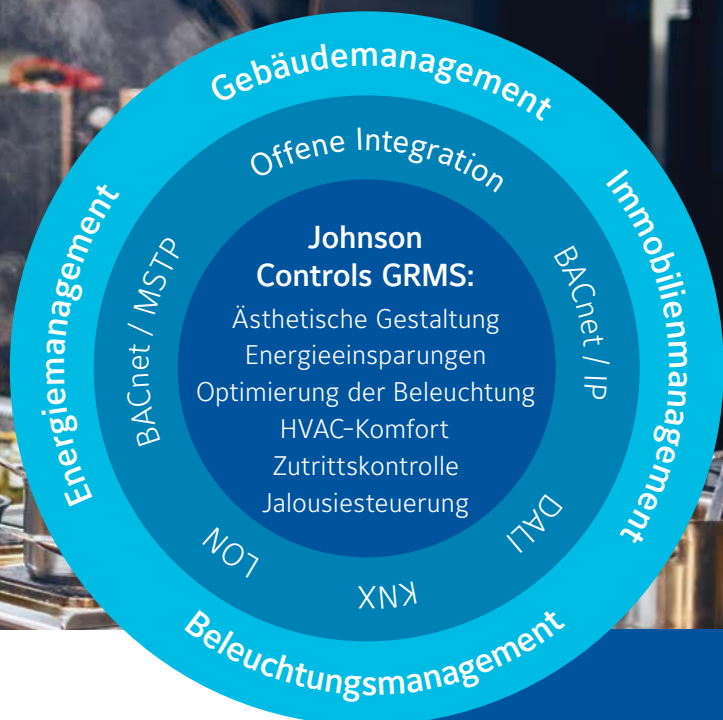 Gebäudemanagement
Immobilienmanagement
Beleuchtungsmanagement
Energiemanagement
Offene Integration
BACnet / IP
DALI
KNX
LON
BACnet / MSTP
Johnson
Controls GRMS:
Ästhetische Gestaltung
Energieeinsparungen
Optimierung der Beleuchtung
HVAC-Komfort
Zutrittskontrolle
Jalousiesteuerung